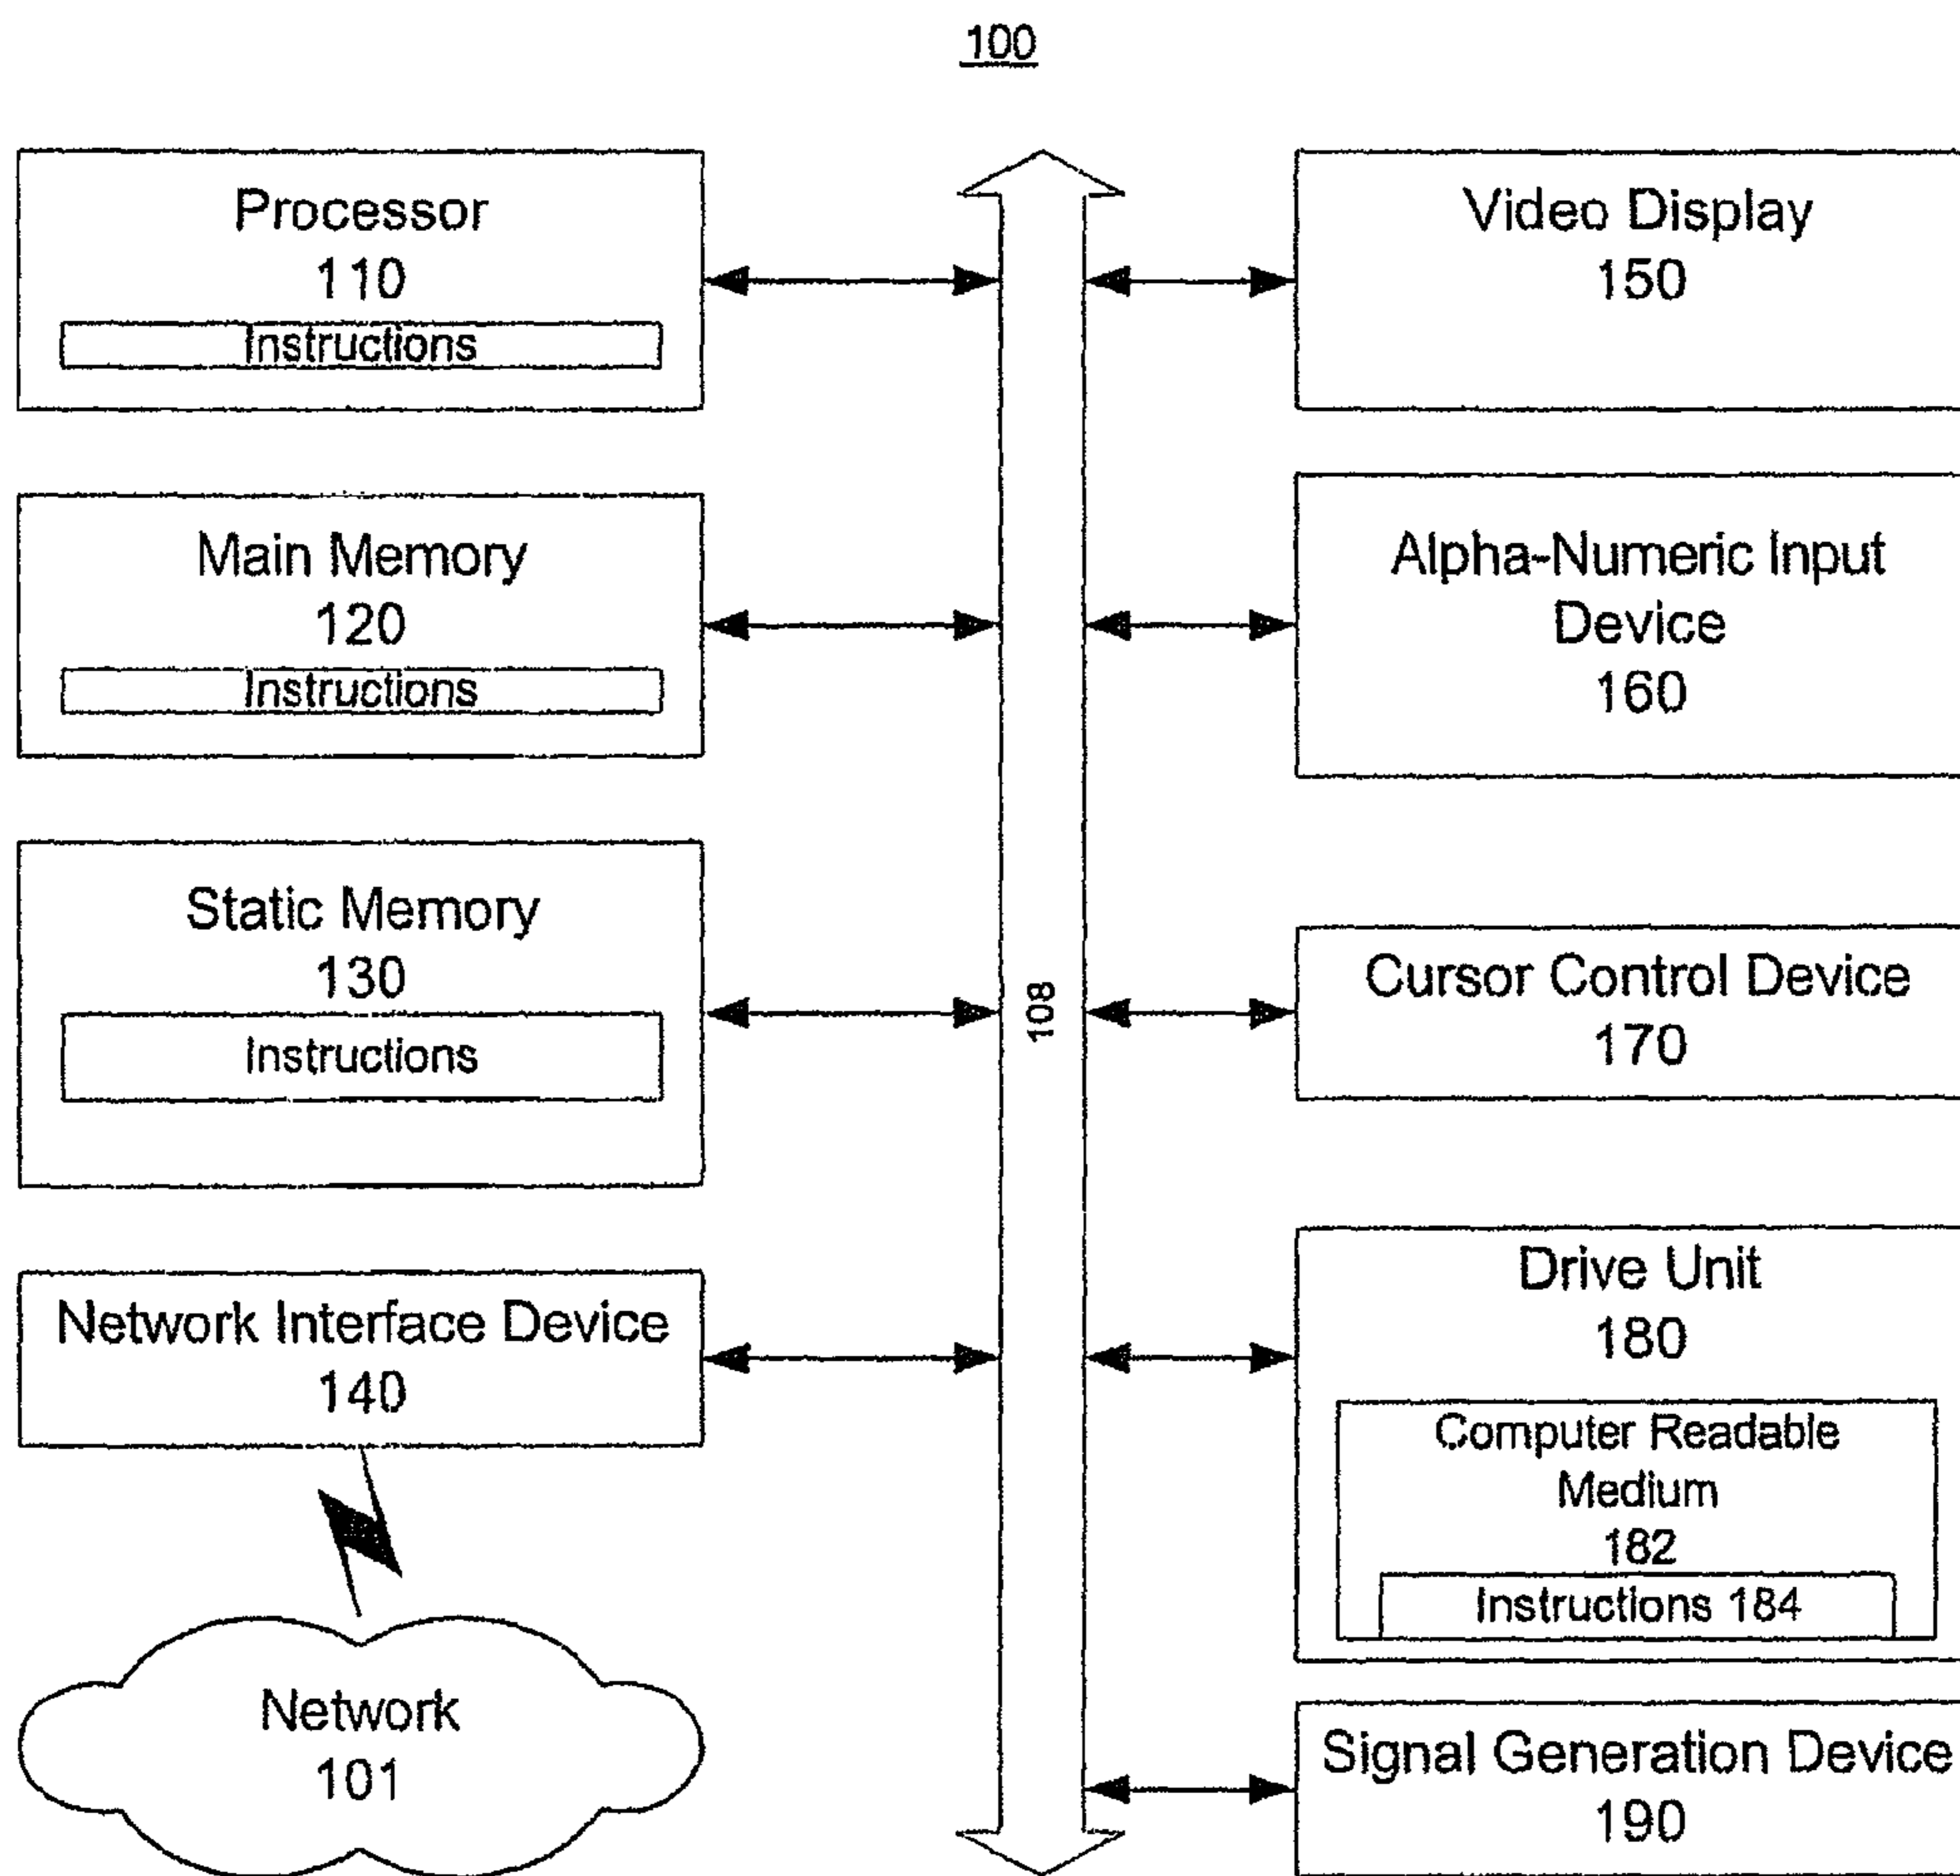 100
Processor
110
Instructions
Main Memory
120
Instructions
Static Memory
130
Instructions
Network Interface Device
140
Network
101
108
Video Display
150
Alpha-Numeric Input
Device
160
Cursor Control Device
170
Drive Unit
180
Computer Readable
Medium
182
Instructions 184
Signal Generation Device
190